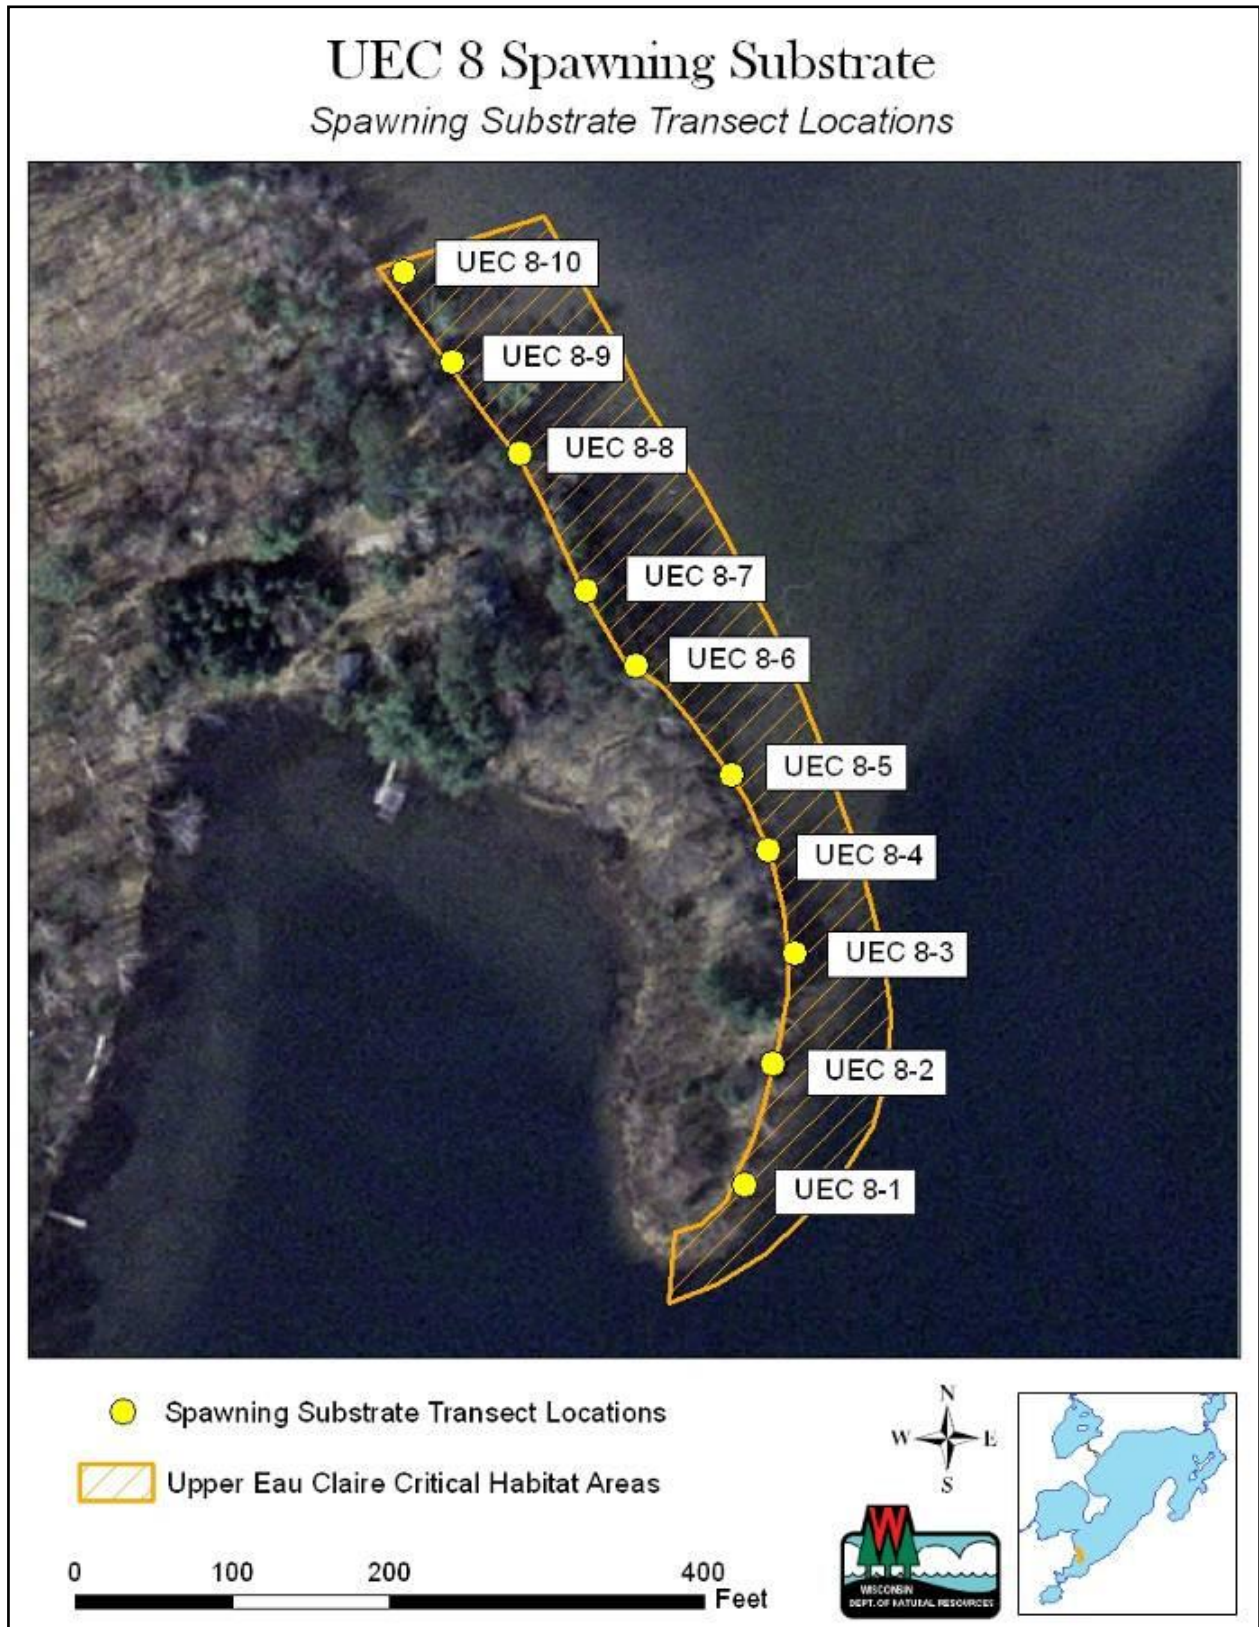 UEC 8 Spawning Substrate
Spawning Substrate Transect Locations
UEC 8-10
UEC 8-9
UEC 8-8
UEC 8-7
UEC 8-6
UEC 8-5
UEC 8-4
UEC 8-3
UEC 8-2
UEC 8-1
Spawning Substrate Transect Locations
Upper Eau Claire Critical Habitat Areas
N
W E
S
0 100 200 400
Feet
W
WISCONSIN
DEPT. OF NATURAL RESOURCES